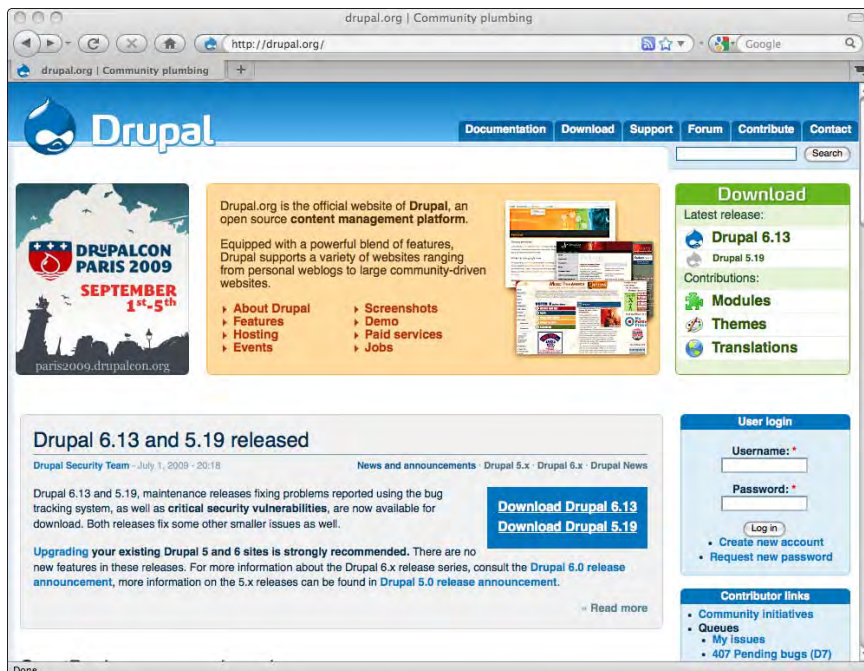 drupal.org | Community plumbing
http://drupal.org/
Google
drupal.org | Community plumbing
+
Drupal
Documentation Download Support Forum Contribute Contact
Search
DRUPALCON
PARIS 2009
SEPTEMBER
1st-5th
paris2009.drupalcon.org
Drupal.org is the official website of Drupal, an
open source content management platform.
Equipped with a powerful blend of features,
Drupal supports a variety of websites ranging
from personal weblogs to large community-driven
websites.
About Drupal
Features
Hosting
Events
Screenshots
Demo
Paid services
Jobs
Download
Latest release:
Drupal 6.13
Drupal 5.19
Contributions:
Modules
Themes
Translations
Drupal 6.13 and 5.19 released
Drupal Security Team - July 1, 2009 - 20:18
News and announcements · Drupal 5.x · Drupal 6.x · Drupal News
Drupal 6.13 and 5.19, maintenance releases fixing problems reported using the bug
tracking system, as well as critical security vulnerabilities, are now available for
download. Both releases fix some other smaller issues as well.
Download Drupal 6.13
Download Drupal 5.19
Upgrading your existing Drupal 5 and 6 sites is strongly recommended. There are no
new features in these releases. For more information about the Drupal 6.x release series, consult the Drupal 6.0 release
announcement, more information on the 5.x releases can be found in Drupal 5.0 release announcement.
» Read more
User login
Username: *
Password: *
Log in
• Create new account
• Request new password
Contributor links
• Community initiatives
• Queues
• My issues
• 407 Pending bugs (D7)
Done